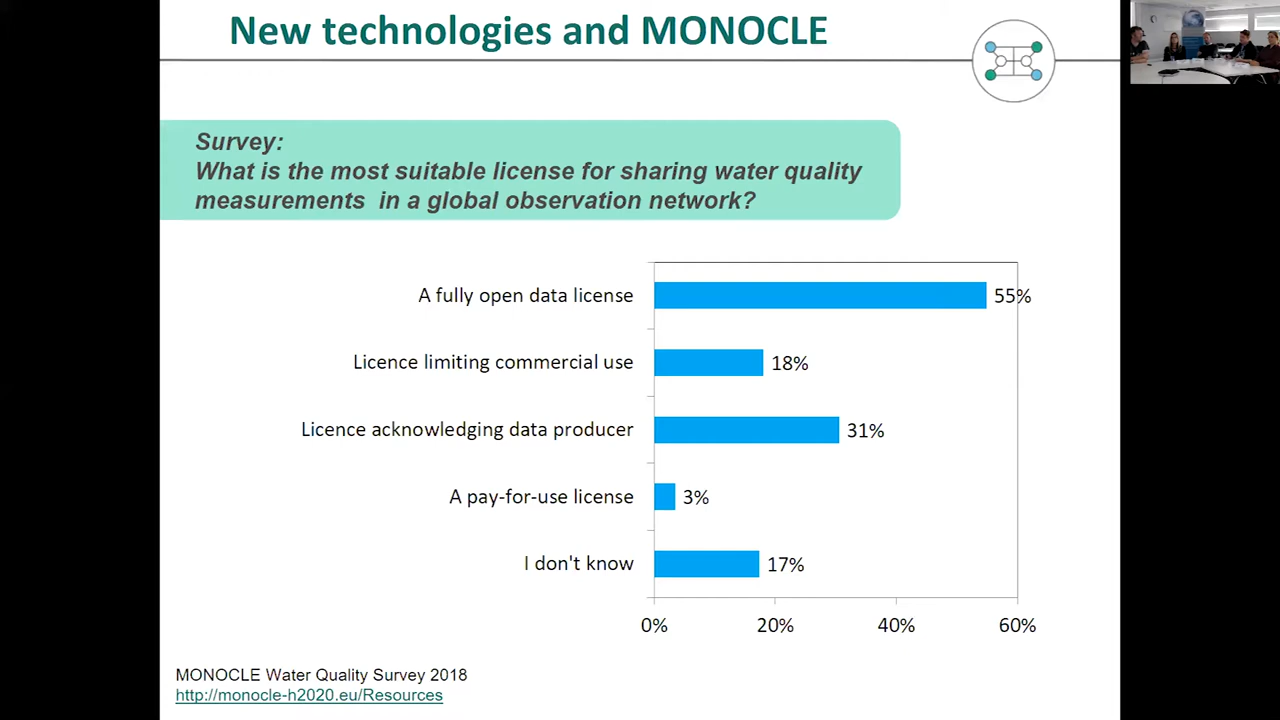 New technologies and MONOCLE
Survey:
What is the most suitable license for sharing water quality
measurements in a global observation network?
A fully open data license 55%
Licence limiting commercial use 18%
Licence acknowledging data producer 31%
A pay-for-use license 3%
I don't know 17%
0% 20% 40% 60%
MONOCLE Water Quality Survey 2018
http://monocle-h2020.eu/Resources